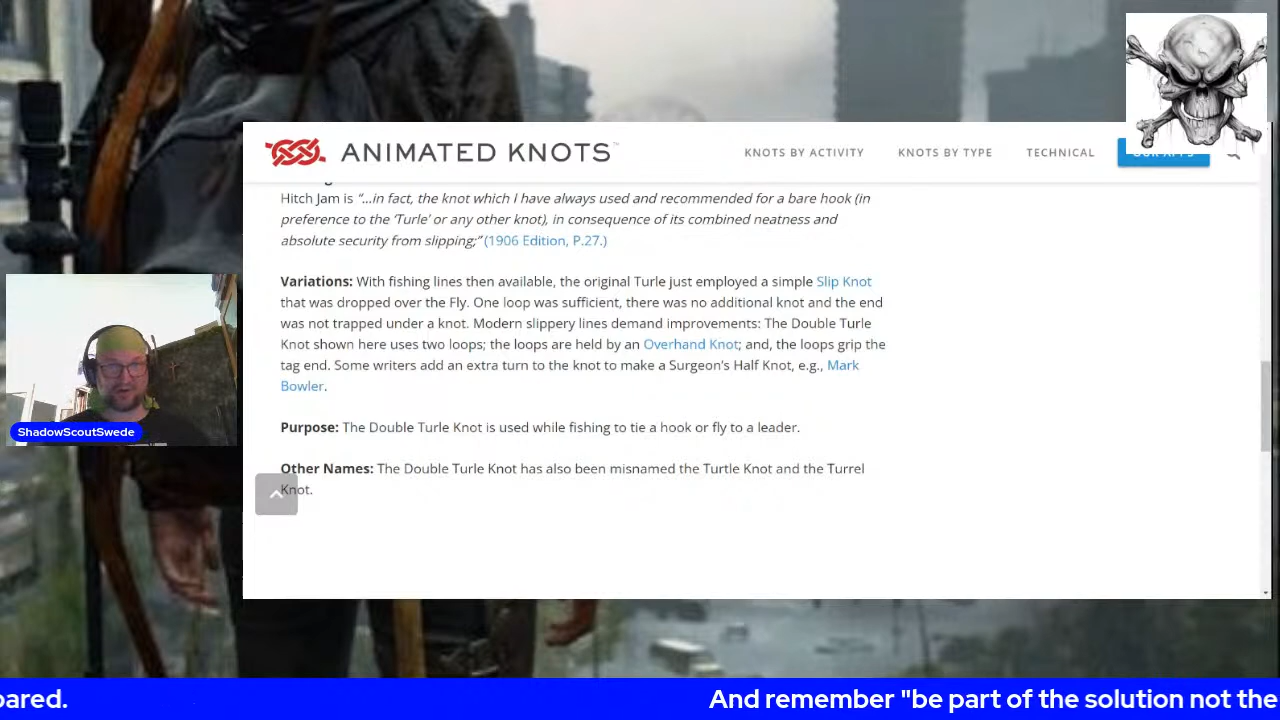 ANIMATED KNOTS™
KNOTS BY ACTIVITY KNOTS BY TYPE TECHNICAL
Hitch Jam is “…in fact, the knot which I have always used and recommended for a bare hook (in
preference to the ‘Turle’ or any other knot), in consequence of its combined neatness and
absolute security from slipping;” (1906 Edition, P.27.)
Variations: With fishing lines then available, the original Turle just employed a simple Slip Knot
that was dropped over the Fly. One loop was sufficient, there was no additional knot and the end
was not trapped under a knot. Modern slippery lines demand improvements: The Double Turle
Knot shown here uses two loops; the loops are held by an Overhand Knot; and, the loops grip the
tag end. Some writers add an extra turn to the knot to make a Surgeon’s Half Knot, e.g., Mark
Bowler.
Purpose: The Double Turle Knot is used while fishing to tie a hook or fly to a leader.
Other Names: The Double Turle Knot has also been misnamed the Turtle Knot and the Turrel
Knot.
ShadowScoutSwede
pared. And remember "be part of the solution not the